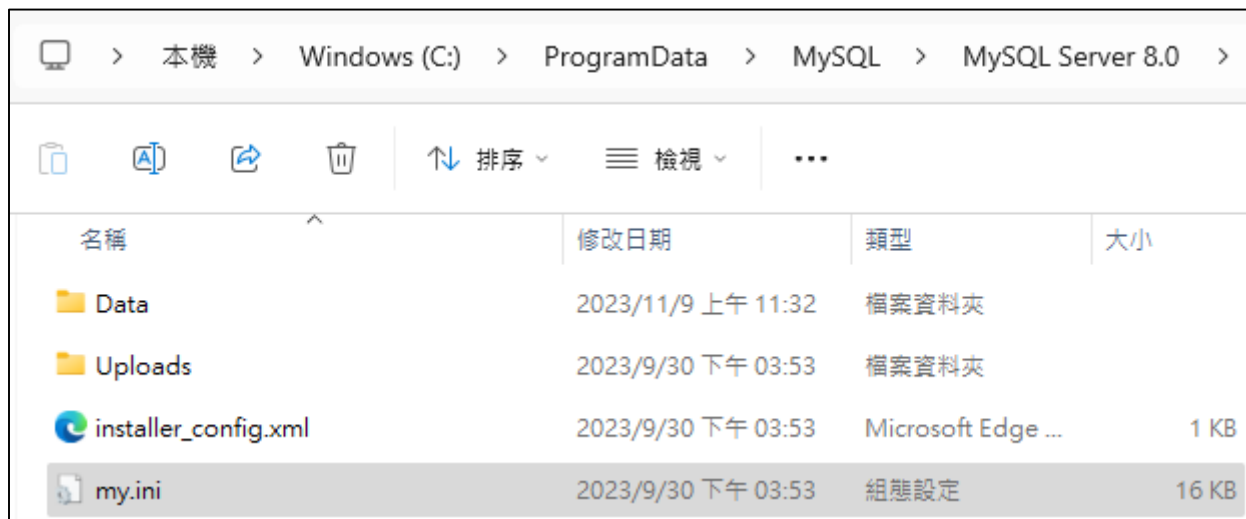 本機 > Windows (C:) > ProgramData > MySQL > MySQL Server 8.0 >
排序 檢視 •••
名稱 修改日期 類型 大小
Data 2023/11/9 上午 11:32 檔案資料夾
Uploads 2023/9/30 下午 03:53 檔案資料夾
installer_config.xml 2023/9/30 下午 03:53 Microsoft Edge ... 1 KB
my.ini 2023/9/30 下午 03:53 組態設定 16 KB